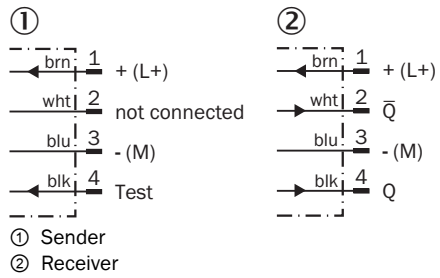 ① ②
brn 1 + (L+) brn 1 + (L+)
wht 2 not connected wht 2 Q̅
blu 3 - (M) blu 3 - (M)
blk 4 Test blk 4 Q
① Sender
② Receiver